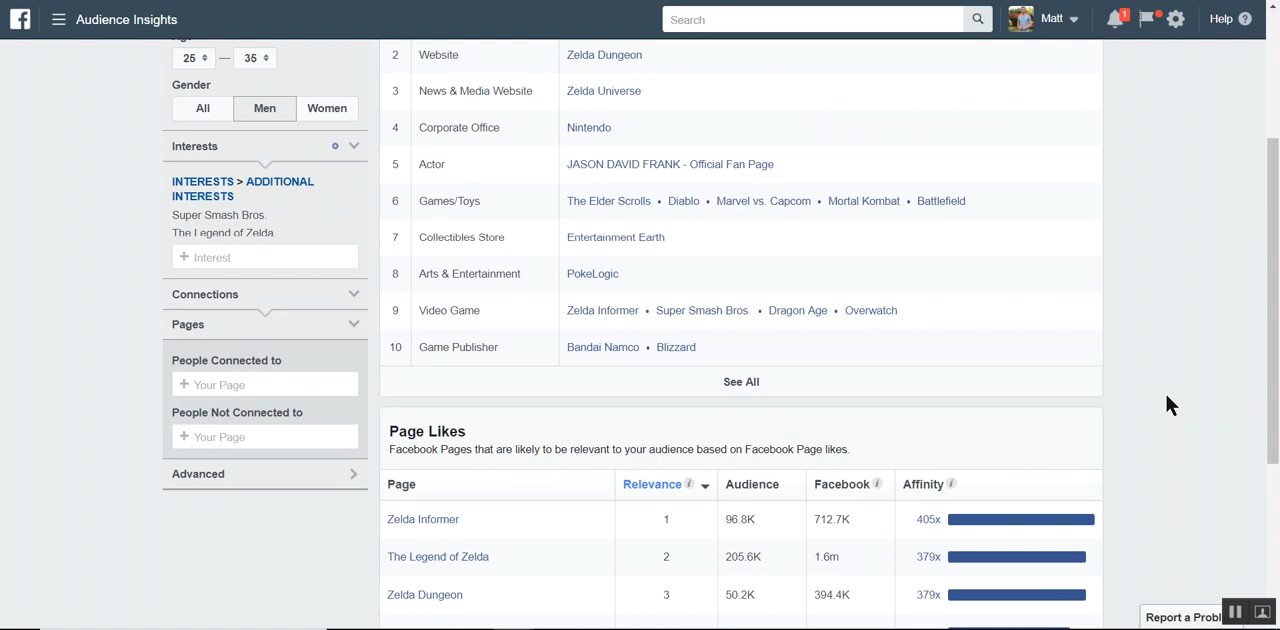 Audience Insights
Search
Matt
1
Help
25 — 35
Gender
All Men Women
Interests
INTERESTS > ADDITIONAL
INTERESTS
Super Smash Bros.
The Legend of Zelda
+ Interest
Connections
Pages
People Connected to
+ Your Page
People Not Connected to
+ Your Page
Advanced
2 Website Zelda Dungeon
3 News & Media Website Zelda Universe
4 Corporate Office Nintendo
5 Actor JASON DAVID FRANK - Official Fan Page
6 Games/Toys The Elder Scrolls • Diablo • Marvel vs. Capcom • Mortal Kombat • Battlefield
7 Collectibles Store Entertainment Earth
8 Arts & Entertainment PokeLogic
9 Video Game Zelda Informer • Super Smash Bros. • Dragon Age • Overwatch
10 Game Publisher Bandai Namco • Blizzard
See All
Page Likes
Facebook Pages that are likely to be relevant to your audience based on Facebook Page likes.
Page Relevance Audience Facebook Affinity
Zelda Informer 1 96.8K 712.7K 405x
The Legend of Zelda 2 205.6K 1.6m 379x
Zelda Dungeon 3 50.2K 394.4K 379x
Report a Probl